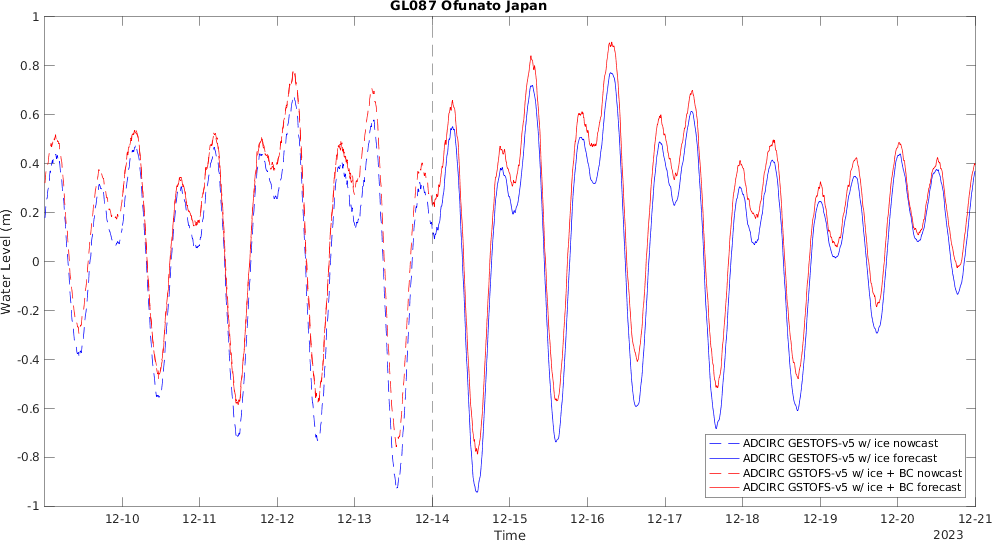 GL087 Ofunato Japan
1
0.8
0.6
0.4
0.2
0
-0.2
-0.4
-0.6
-0.8
-1
Water Level (m)
ADCIRC GESTOFS-v5 w/ ice nowcast
ADCIRC GESTOFS-v5 w/ ice forecast
ADCIRC GSTOFS-v5 w/ ice + BC nowcast
ADCIRC GSTOFS-v5 w/ ice + BC forecast
12-10 12-11 12-12 12-13 12-14 12-15 12-16 12-17 12-18 12-19 12-20 12-21
Time
2023